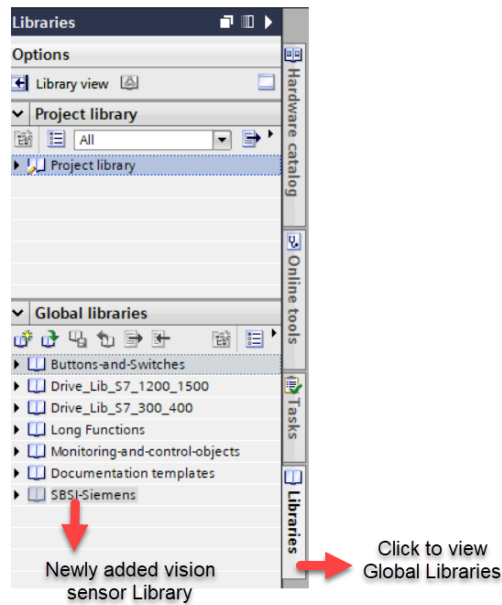 Libraries
Options
Library view
Project library
All
Project library
Global libraries
Buttons-and-Switches
Drive_Lib_S7_1200_1500
Drive_Lib_S7_300_400
Long Functions
Monitoring-and-control-objects
Documentation templates
SBSI-Siemens
Newly added vision
sensor Library
Hardware catalog
Online tools
Tasks
Libraries
Click to view
Global Libraries